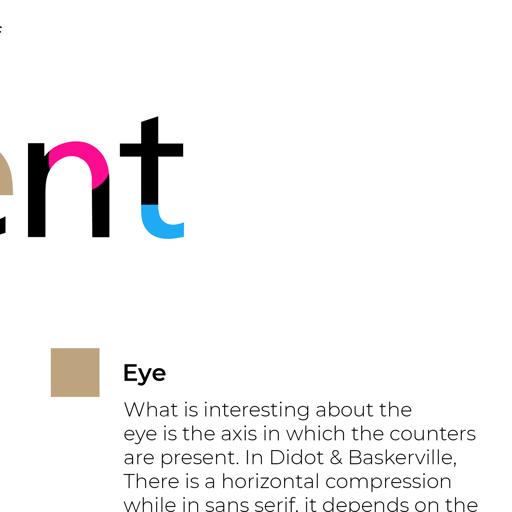 ent
Eye
What is interesting about the
eye is the axis in which the counters
are present. In Didot & Baskerville,
There is a horizontal compression
while in sans serif, it depends on the